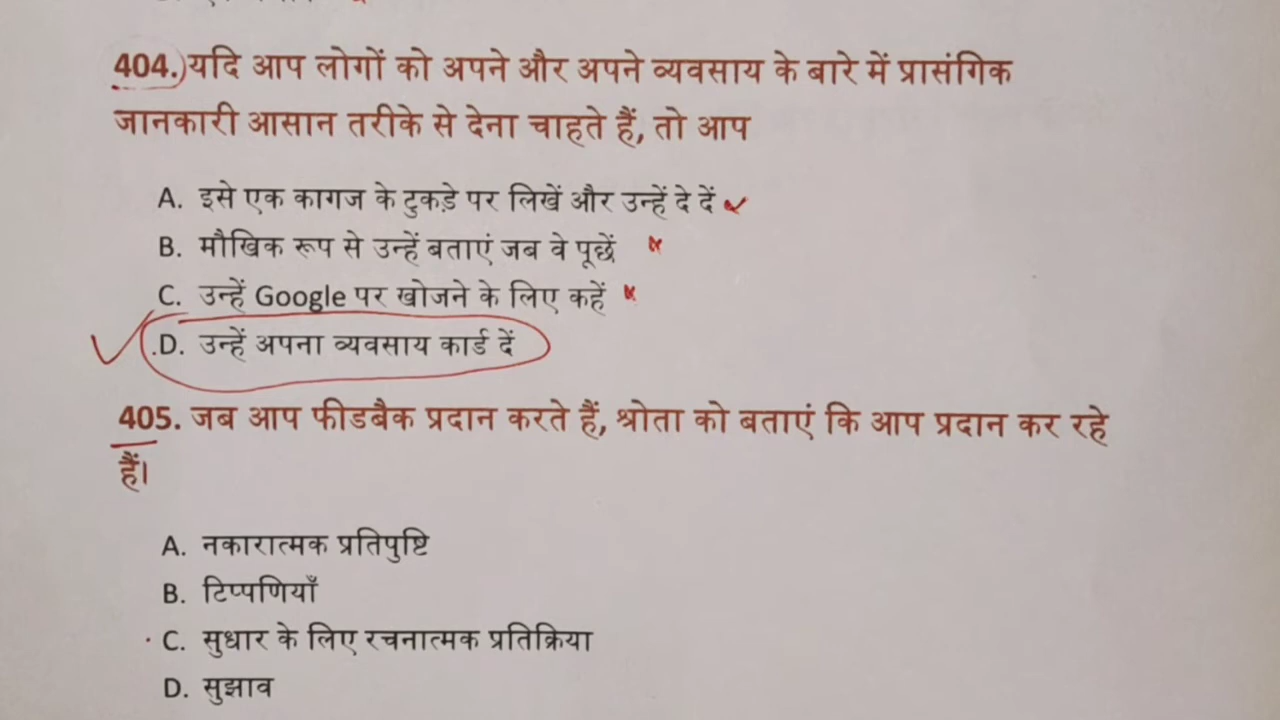 404. यदि आप लोगों को अपने और अपने व्यवसाय के बारे में प्रासंगिक
जानकारी आसान तरीके से देना चाहते हैं, तो आप
A. इसे एक कागज के टुकड़े पर लिखें और उन्हें दे दें
B. मौखिक रूप से उन्हें बताएं जब वे पूछें
C. उन्हें Google पर खोजने के लिए कहें
D. उन्हें अपना व्यवसाय कार्ड दें
405. जब आप फीडबैक प्रदान करते हैं, श्रोता को बताएं कि आप प्रदान कर रहे
हैं।
A. नकारात्मक प्रतिपुष्टि
B. टिप्पणियाँ
C. सुधार के लिए रचनात्मक प्रतिक्रिया
D. सुझाव